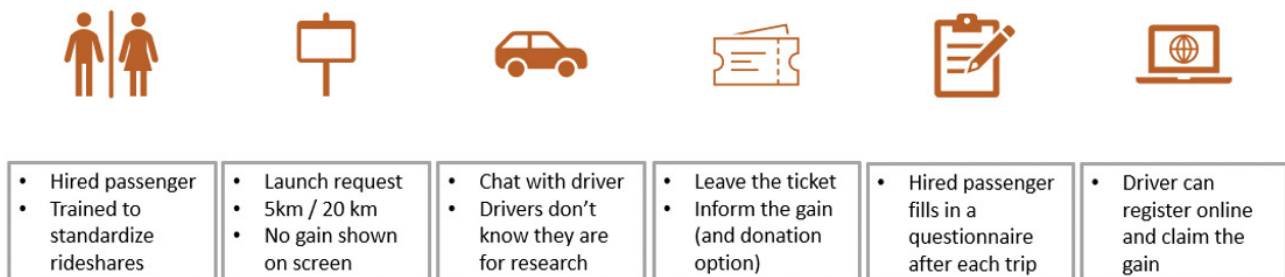 • Hired passenger
• Trained to
standardize
rideshares
• Launch request
• 5km / 20 km
• No gain shown
on screen
• Chat with driver
• Drivers don't
know they are
for research
• Leave the ticket
• Inform the gain
(and donation
option)
• Hired passenger
fills in a
questionnaire
after each trip
• Driver can
register online
and claim the
gain